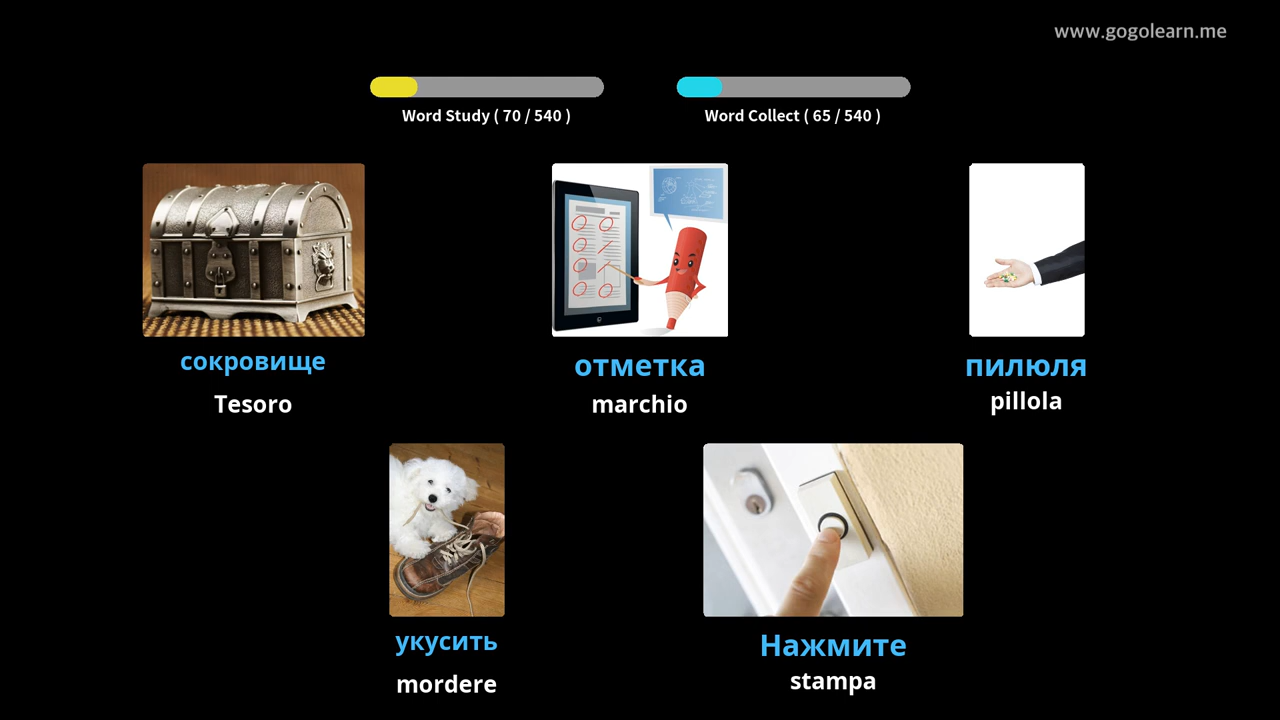 www.gogolearn.me
Word Study ( 70 / 540 )
Word Collect ( 65 / 540 )
сокровище
Tesoro
отметка
marchio
пилюля
pillola
укусить
mordere
Нажмите
stampa